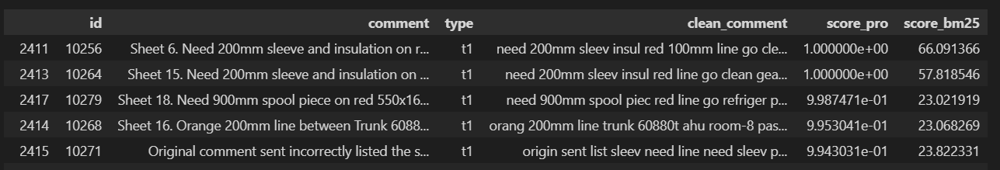 id comment type clean_comment score_pro score_bm25
2411 10256 Sheet 6. Need 200mm sleeve and insulation on r... t1 need 200mm sleev insul red 100mm line go cle... 1.000000e+00 66.091366
2413 10264 Sheet 15. Need 200mm sleeve and insulation on ... t1 need 200mm sleev insul red line go clean gea... 1.000000e+00 57.818546
2417 10279 Sheet 18. Need 900mm spool piece on red 550x16... t1 need 900mm spool piec red line go refriger p... 9.987471e-01 23.021919
2414 10268 Sheet 16. Orange 200mm line between Trunk 6088... t1 orang 200mm line trunk 60880t ahu room-8 pas... 9.953041e-01 23.068269
2415 10271 Original comment sent incorrectly listed the s... t1 origin sent list sleev need line need sleev p... 9.943031e-01 23.822331